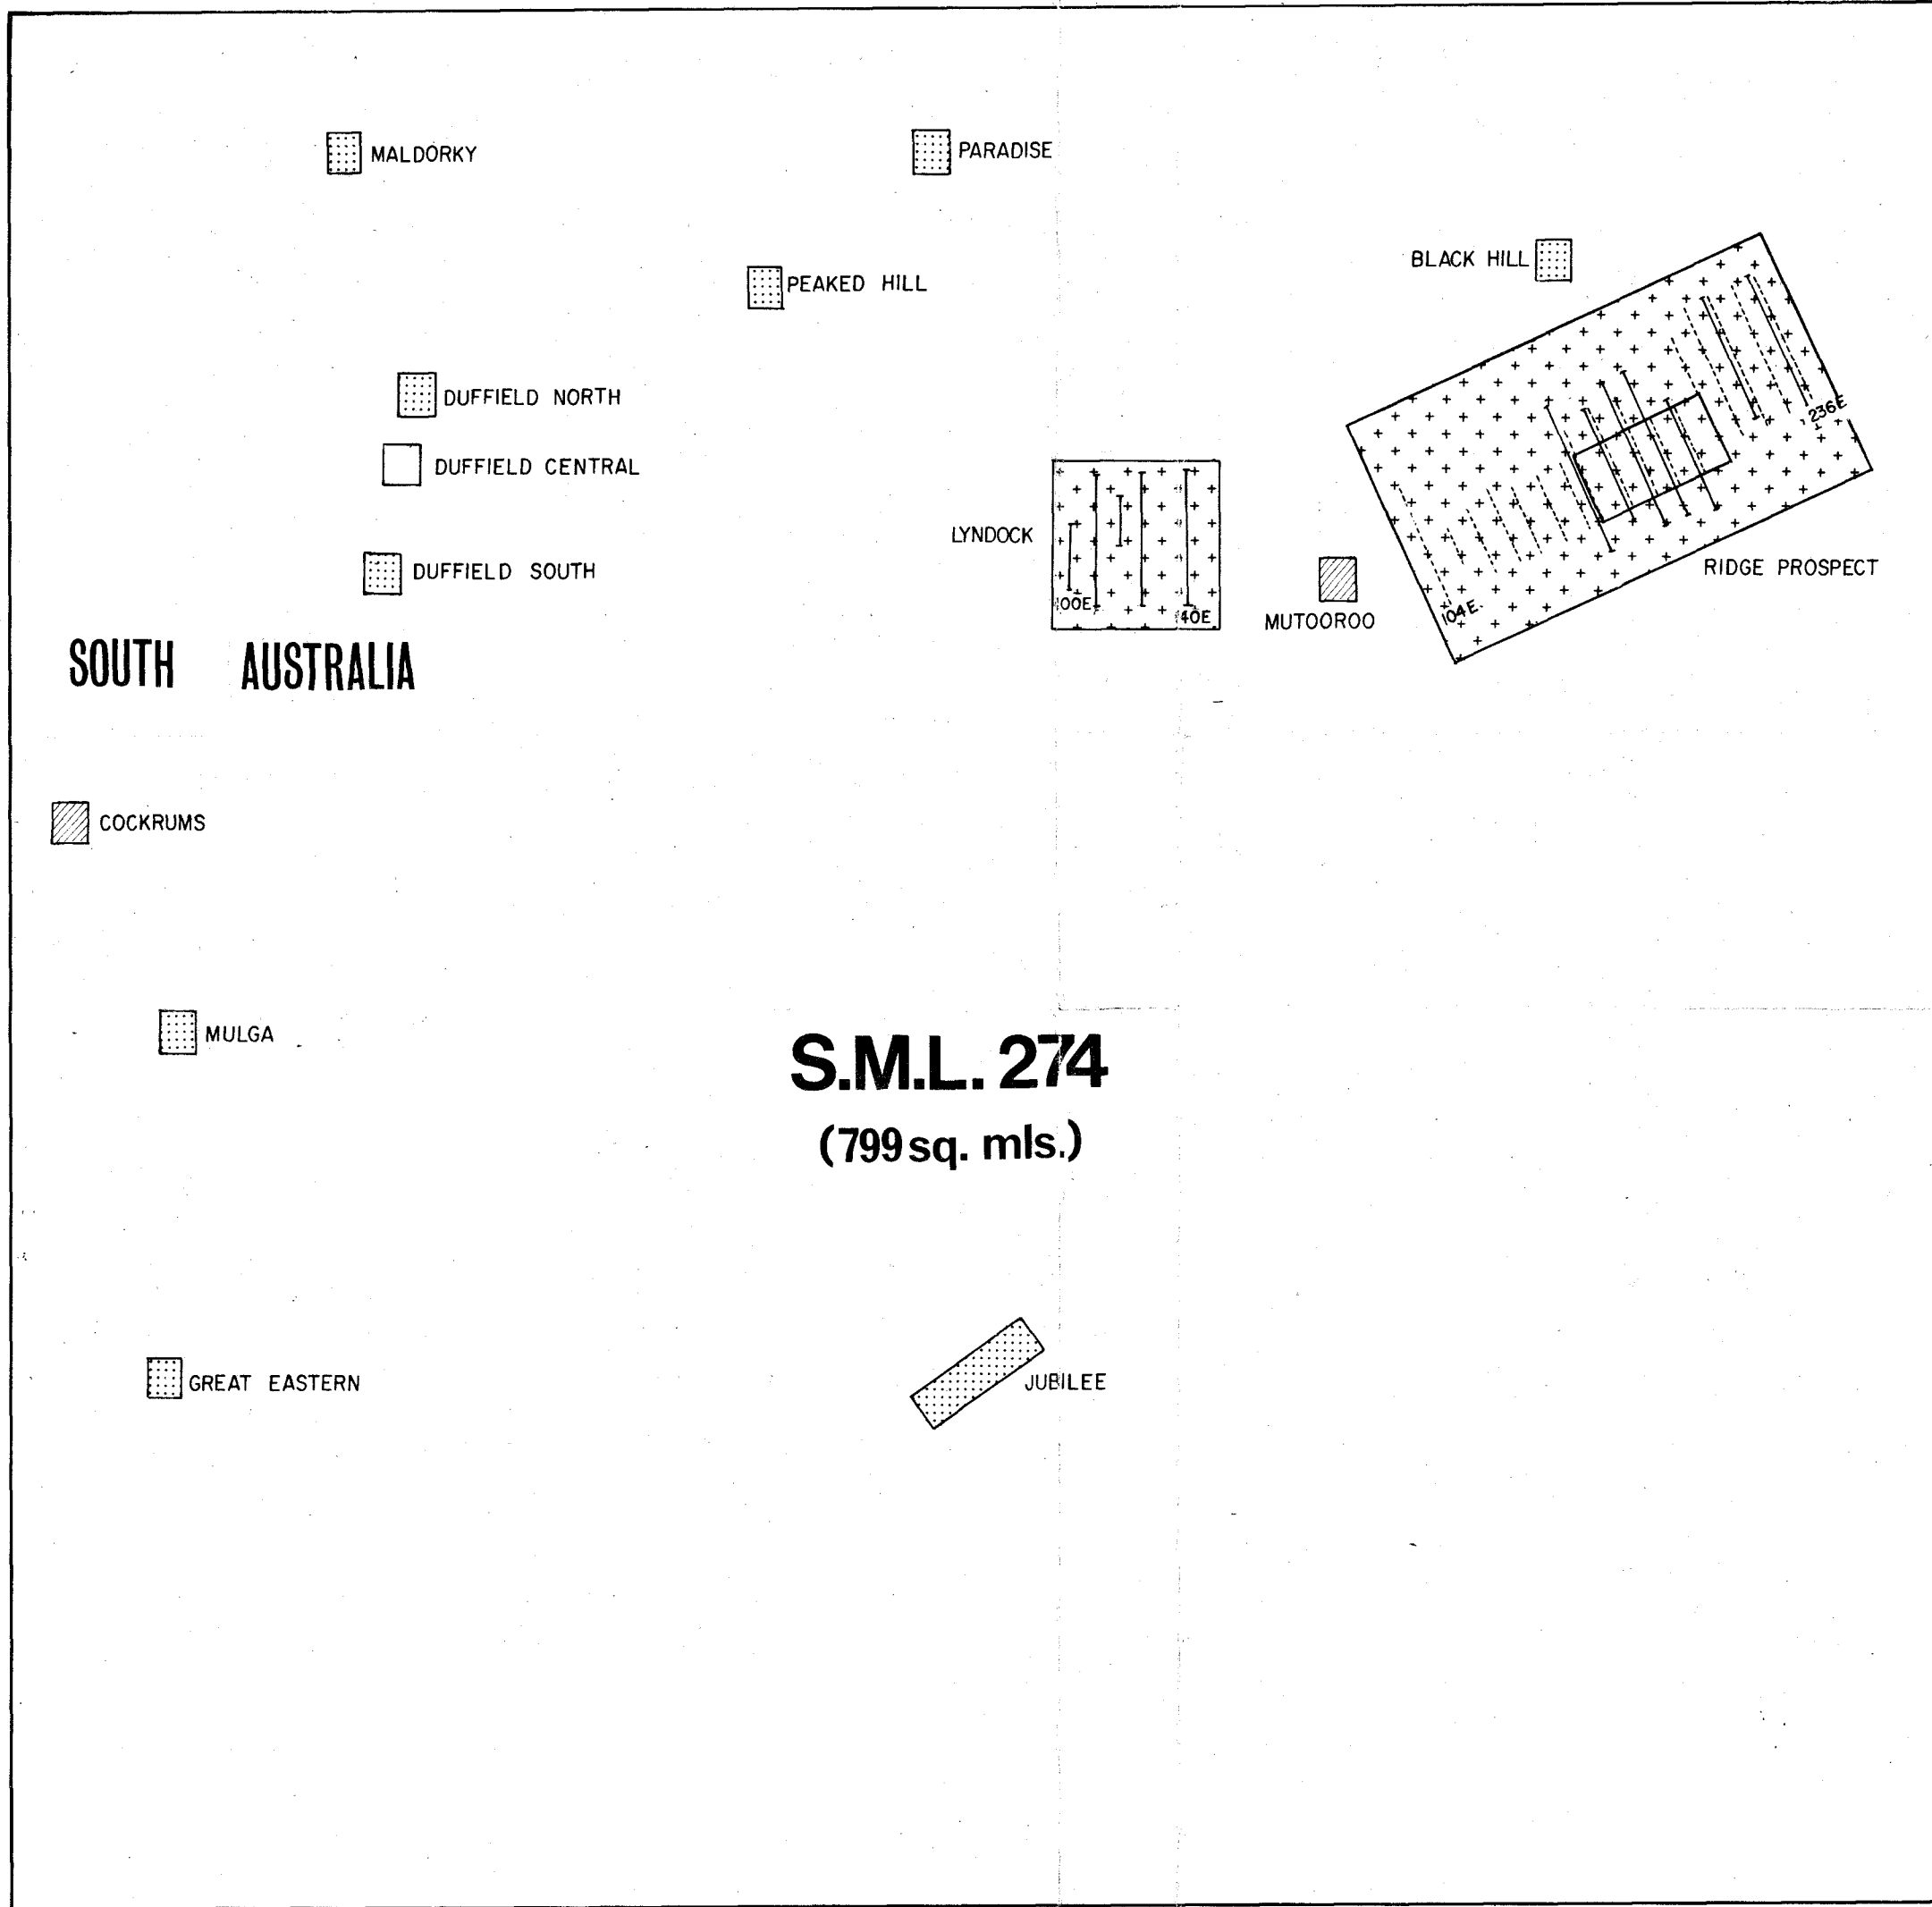 MALDORKY
PARADISE
BLACK HILL
PEAKED HILL
DUFFIELD NORTH
236E
DUFFIELD CENTRAL
LYNDOCK
DUFFIELD SOUTH
RIDGE PROSPECT
100E
140E
104E
MUTOOROO
SOUTH AUSTRALIA
COCKRUMS
MULGA
S.M.L. 274
(799 sq. mls.)
GREAT EASTERN
JUBILEE